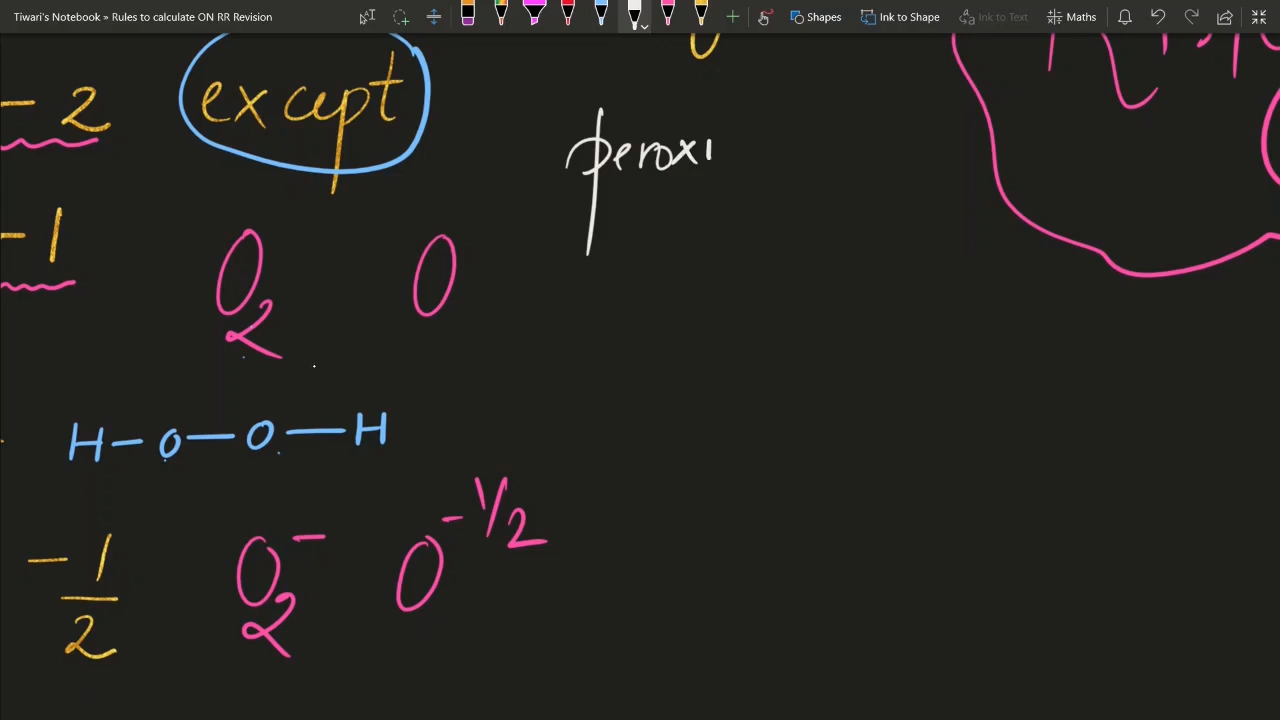 Tiwari's Notebook » Rules to calculate ON RR Revision
Shapes
Ink to Shape
Ink to Text
Maths
- 2
except
peroxi
- 1
O₂
O
H - O - O - H
- 1/2
O₂⁻
O⁻ ¹/²